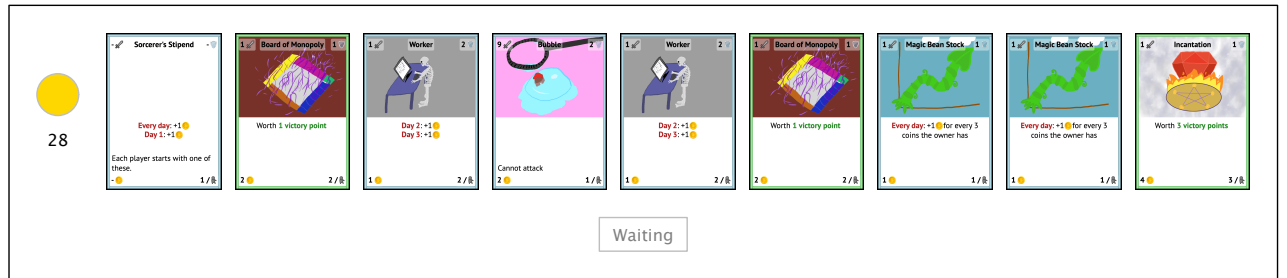 28
- Sorcerer's Stipend -
Every day: +1
Day 1: +1
Each player starts with one of
these.
- 1 /
1 Board of Monopoly 1
Worth 1 victory point
2 2 /
1 Worker 2
Day 2: +1
Day 3: +1
1 2 /
9 Bubble 2
Cannot attack
2 1 /
1 Worker 2
Day 2: +1
Day 3: +1
1 2 /
1 Board of Monopoly 1
Worth 1 victory point
2 2 /
1 Magic Bean Stock 1
Every day: +1 for every 3
coins the owner has
1 1 /
1 Magic Bean Stock 1
Every day: +1 for every 3
coins the owner has
1 1 /
1 Incantation 1
Worth 3 victory points
4 3 /
Waiting